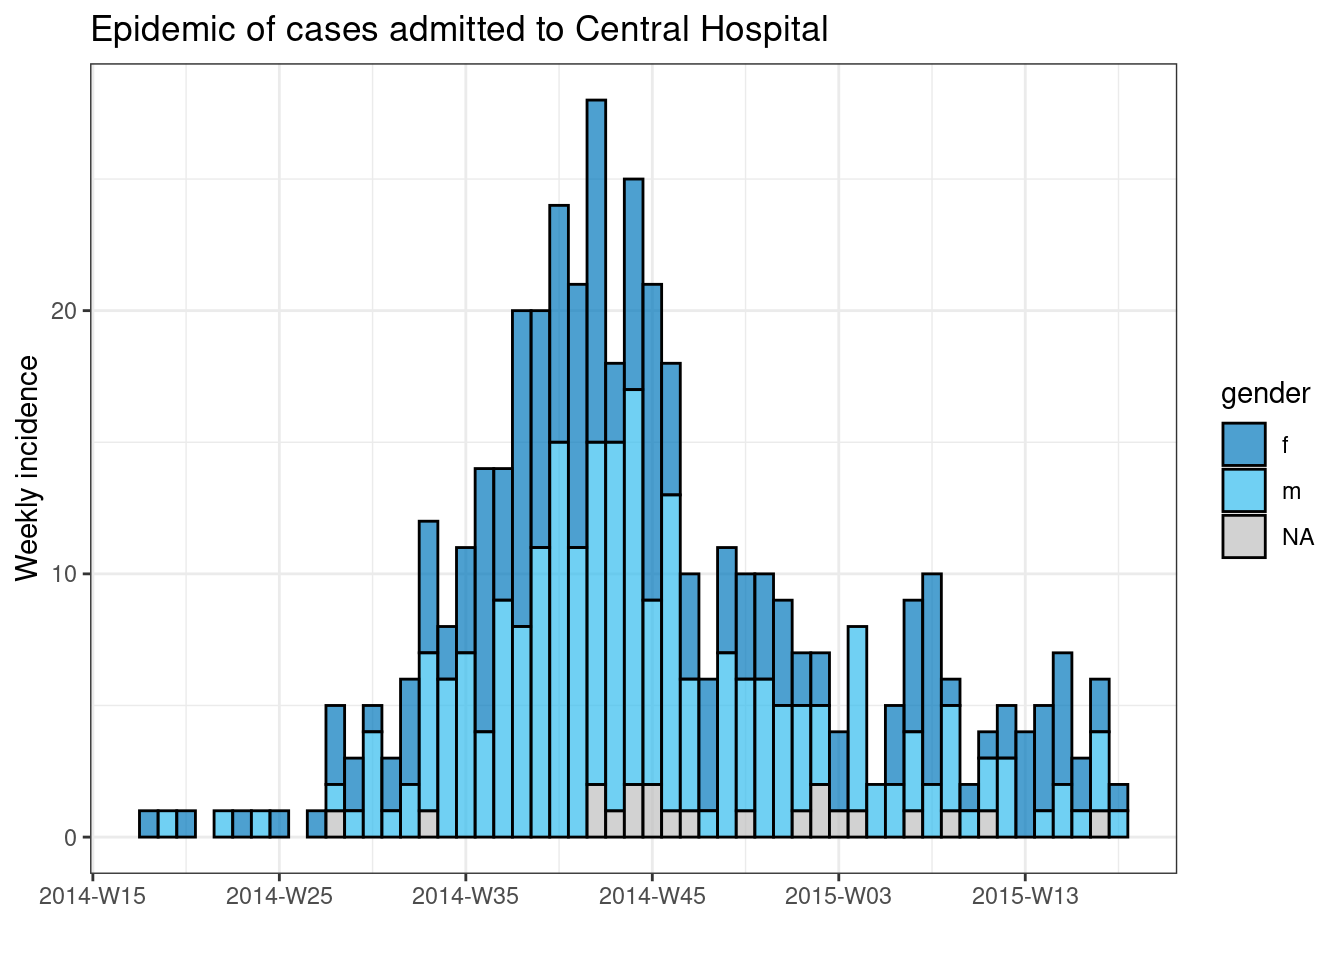 Epidemic of cases admitted to Central Hospital
Weekly incidence
20
10
0
2014-W15 2014-W25 2014-W35 2014-W45 2015-W03 2015-W13
gender
f
m
NA